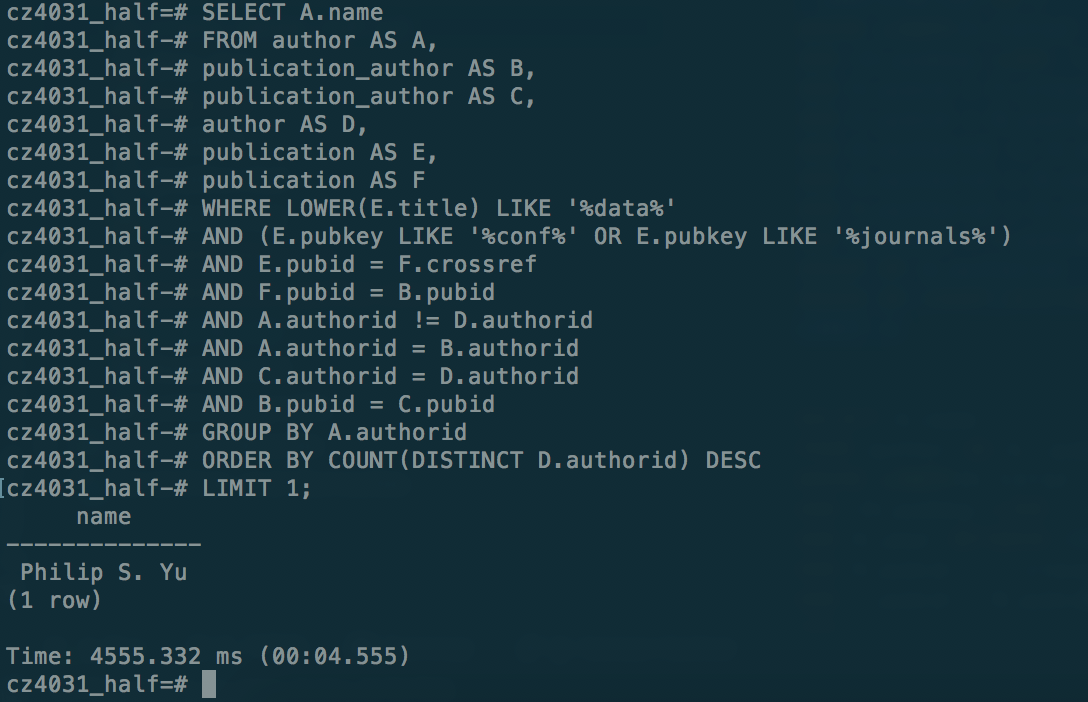 cz4031_half=# SELECT A.name
cz4031_half-# FROM author AS A,
cz4031_half-# publication_author AS B,
cz4031_half-# publication_author AS C,
cz4031_half-# author AS D,
cz4031_half-# publication AS E,
cz4031_half-# publication AS F
cz4031_half-# WHERE LOWER(E.title) LIKE '%data%'
cz4031_half-# AND (E.pubkey LIKE '%conf%' OR E.pubkey LIKE '%journals%')
cz4031_half-# AND E.pubid = F.crossref
cz4031_half-# AND F.pubid = B.pubid
cz4031_half-# AND A.authorid != D.authorid
cz4031_half-# AND A.authorid = B.authorid
cz4031_half-# AND C.authorid = D.authorid
cz4031_half-# AND B.pubid = C.pubid
cz4031_half-# GROUP BY A.authorid
cz4031_half-# ORDER BY COUNT(DISTINCT D.authorid) DESC
[cz4031_half-# LIMIT 1;
     name
--------------
 Philip S. Yu
(1 row)

Time: 4555.332 ms (00:04.555)
cz4031_half=#